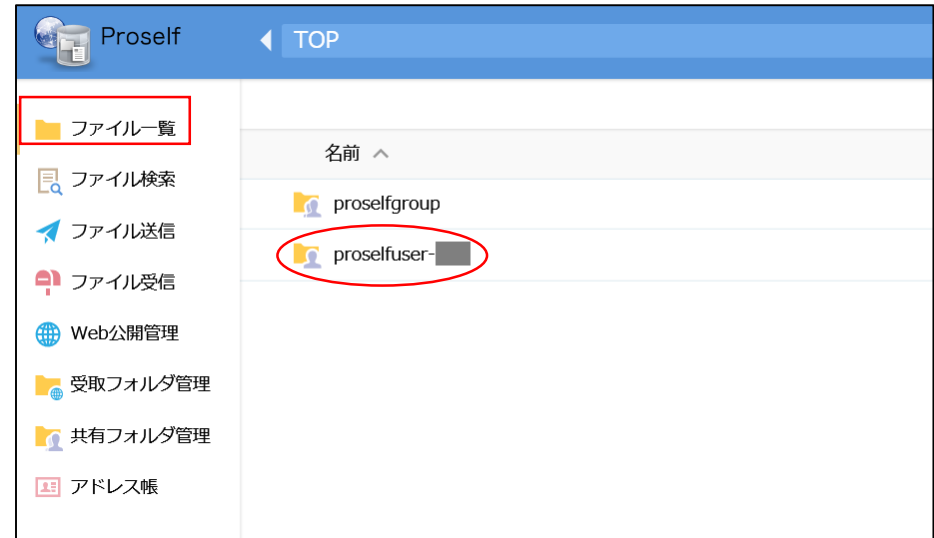 Proself
TOP
ファイル一覧
ファイル検索
ファイル送信
ファイル受信
Web公開管理
受取フォルダ管理
共有フォルダ管理
アドレス帳
名前
proselfgroup
proselfuser-